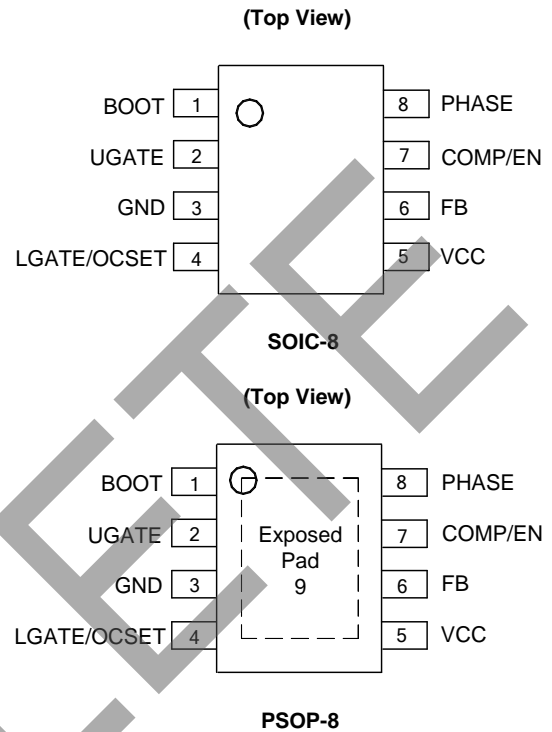 (Top View)
BOOT 1 8 PHASE
UGATE 2 7 COMP/EN
GND 3 6 FB
LGATE/OCSET 4 5 VCC
SOIC-8
(Top View)
BOOT 1 8 PHASE
UGATE 2 Exposed 7 COMP/EN
Pad
GND 3 9 6 FB
LGATE/OCSET 4 5 VCC
PSOP-8
ETE